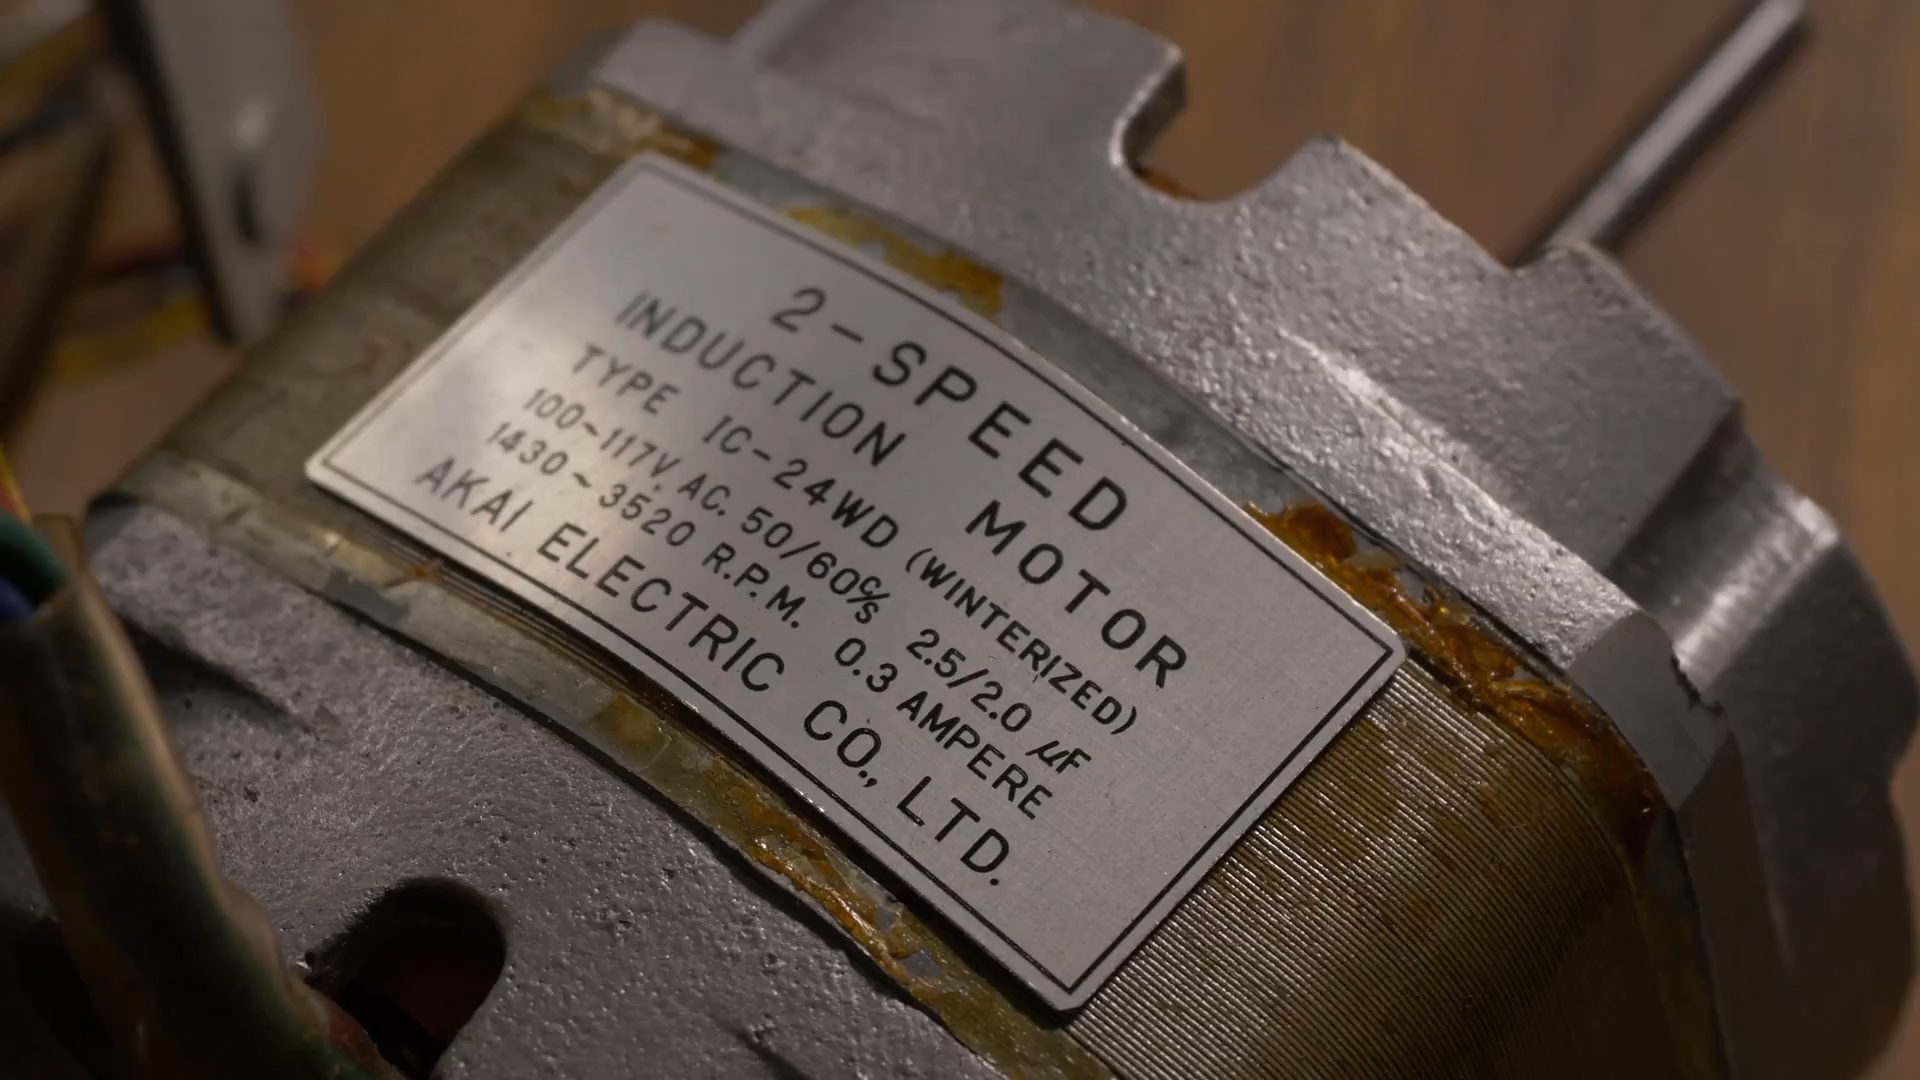 2-SPEED
INDUCTION MOTOR
TYPE IC-24WD (WINTERIZED)
100~117V. AC. 50/60℆ 2.5/2.0 μF
1430~3520 R.P.M. 0.3 AMPERE
AKAI ELECTRIC CO., LTD.